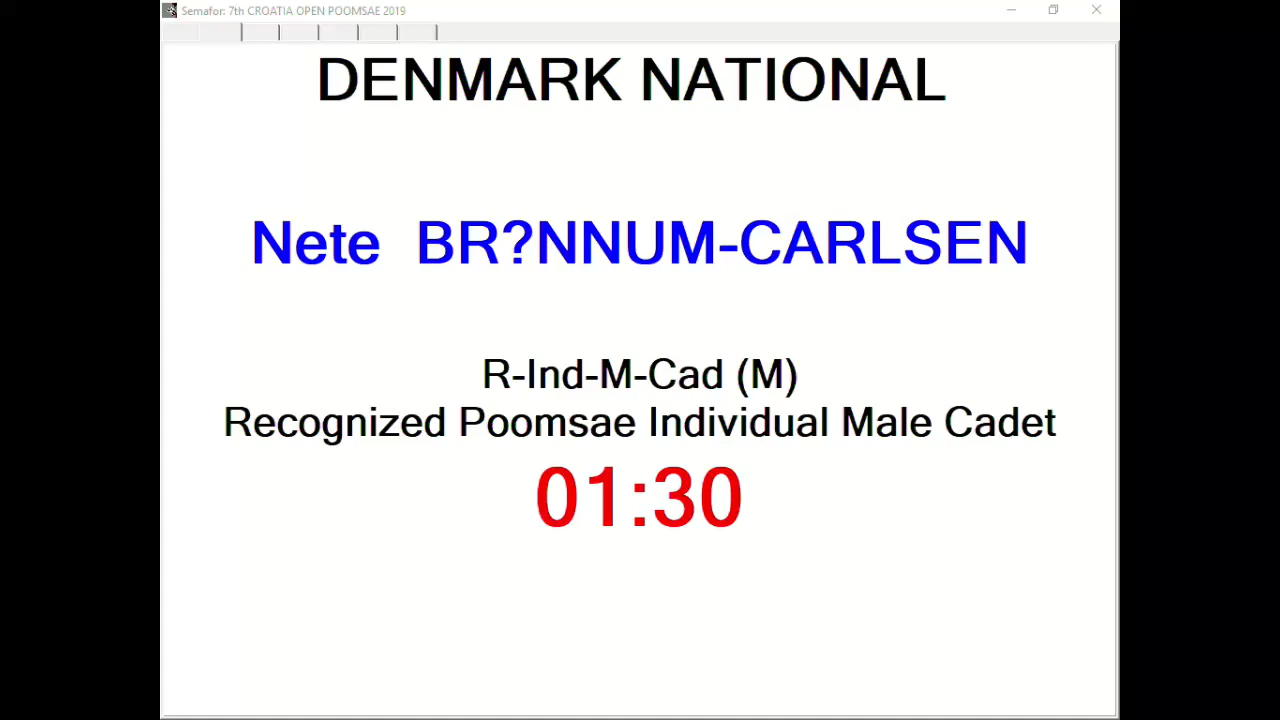 Semafor: 7th CROATIA OPEN POOMSAE 2019
DENMARK NATIONAL
Nete BR?NNUM-CARLSEN
R-Ind-M-Cad (M)
Recognized Poomsae Individual Male Cadet
01:30